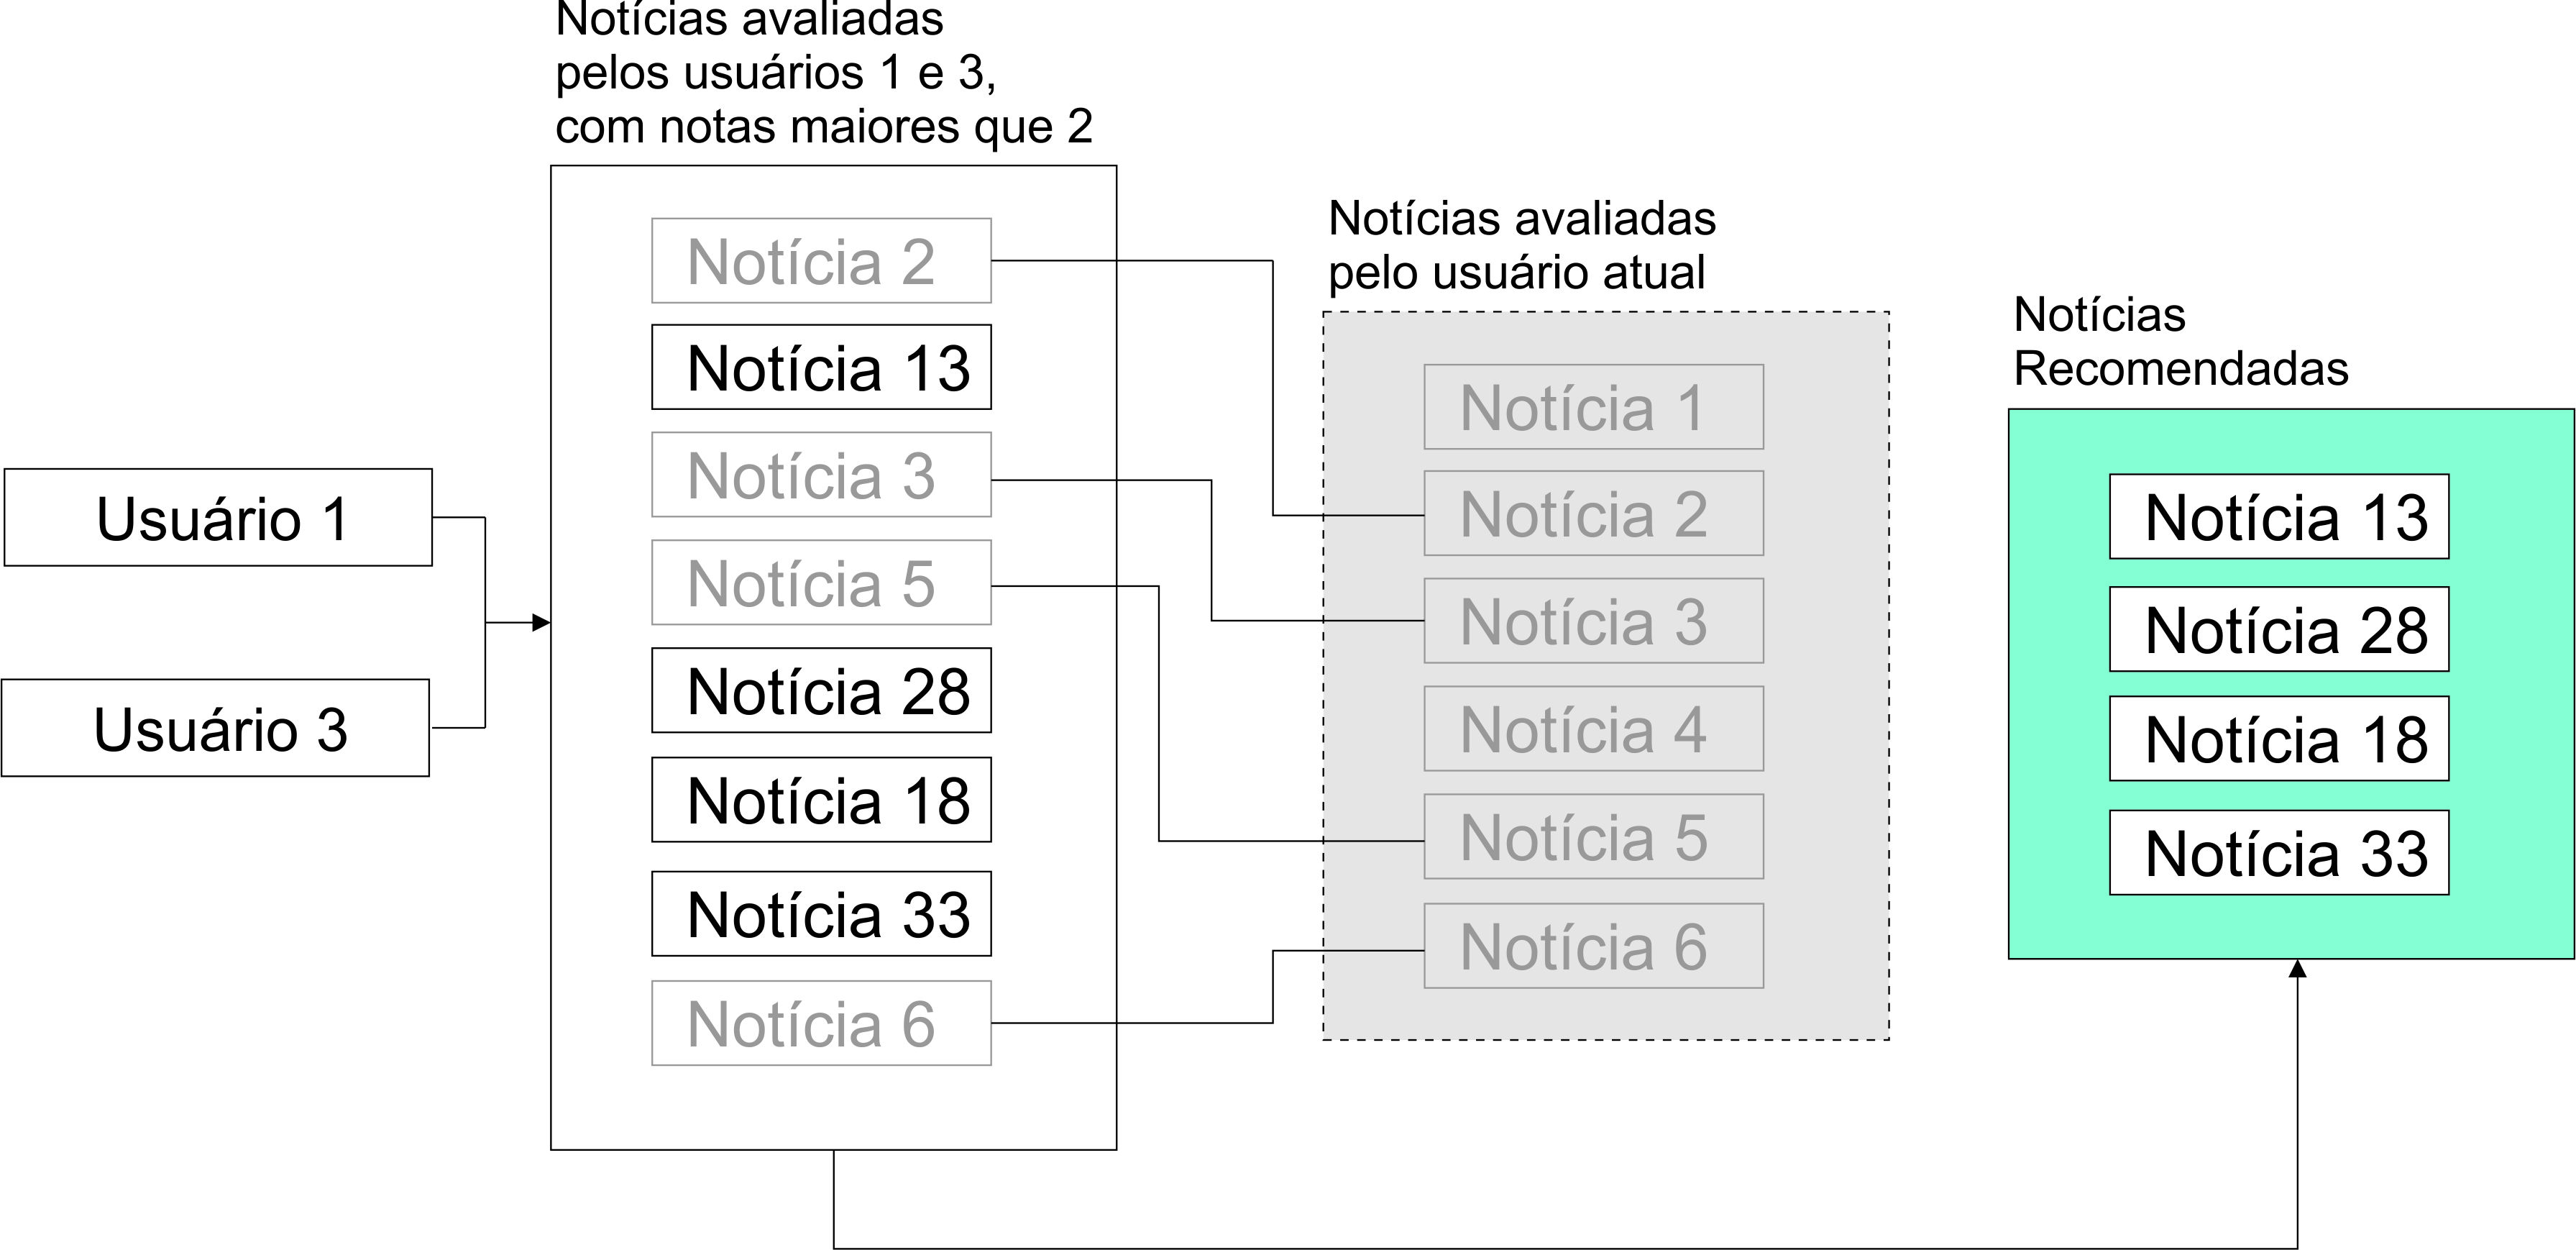 Notícias avaliadas
pelos usuários 1 e 3,
com notas maiores que 2
Usuário 1
Usuário 3
Notícia 2
Notícia 13
Notícia 3
Notícia 5
Notícia 28
Notícia 18
Notícia 33
Notícia 6
Notícias avaliadas
pelo usuário atual
Notícia 1
Notícia 2
Notícia 3
Notícia 4
Notícia 5
Notícia 6
Notícias
Recomendadas
Notícia 13
Notícia 28
Notícia 18
Notícia 33